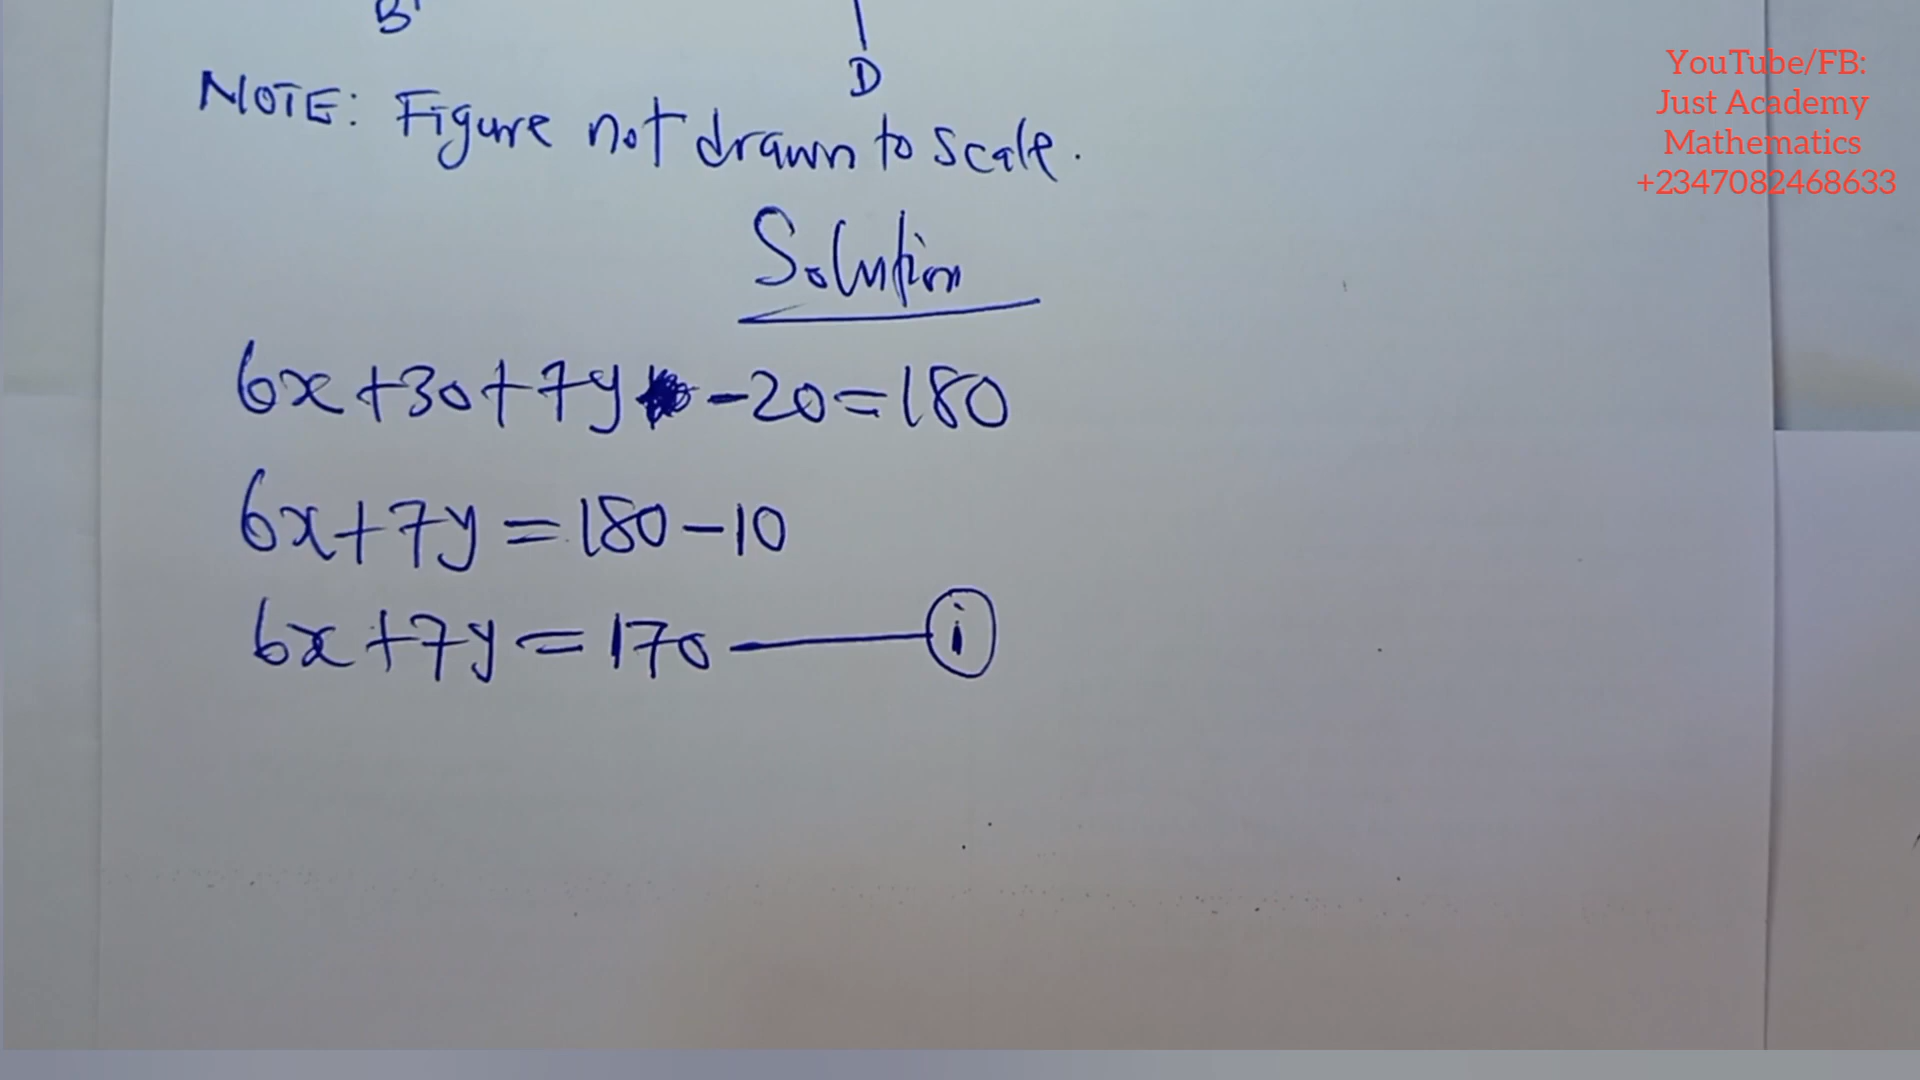 B
D
NOTE: Figure not drawn to scale.
Solution
6x+30+7y -20=180
6x+7y=180-10
6x+7y=170 — i
YouTube/FB:
Just Academy
Mathematics
+2347082468633